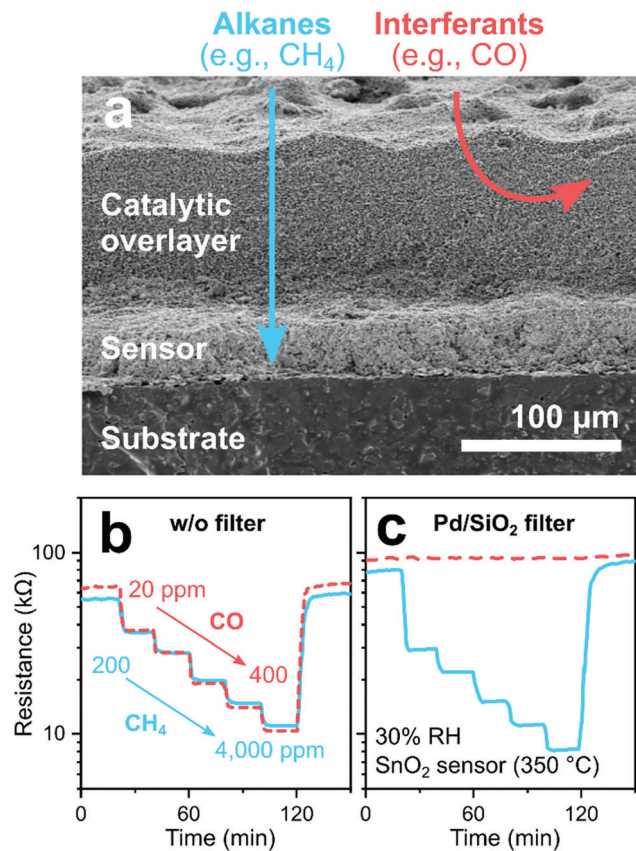 Alkanes
(e.g., CH₄)
Interferants
(e.g., CO)
a
Catalytic
overlayer
Sensor
Substrate
100 µm
b
w/o filter
20 ppm
CO
400
200
CH₄
4,000 ppm
100
10
Resistance (kΩ)
0
60
120
Time (min)
c
Pd/SiO₂ filter
30% RH
SnO₂ sensor (350 °C)
0
60
120
Time (min)